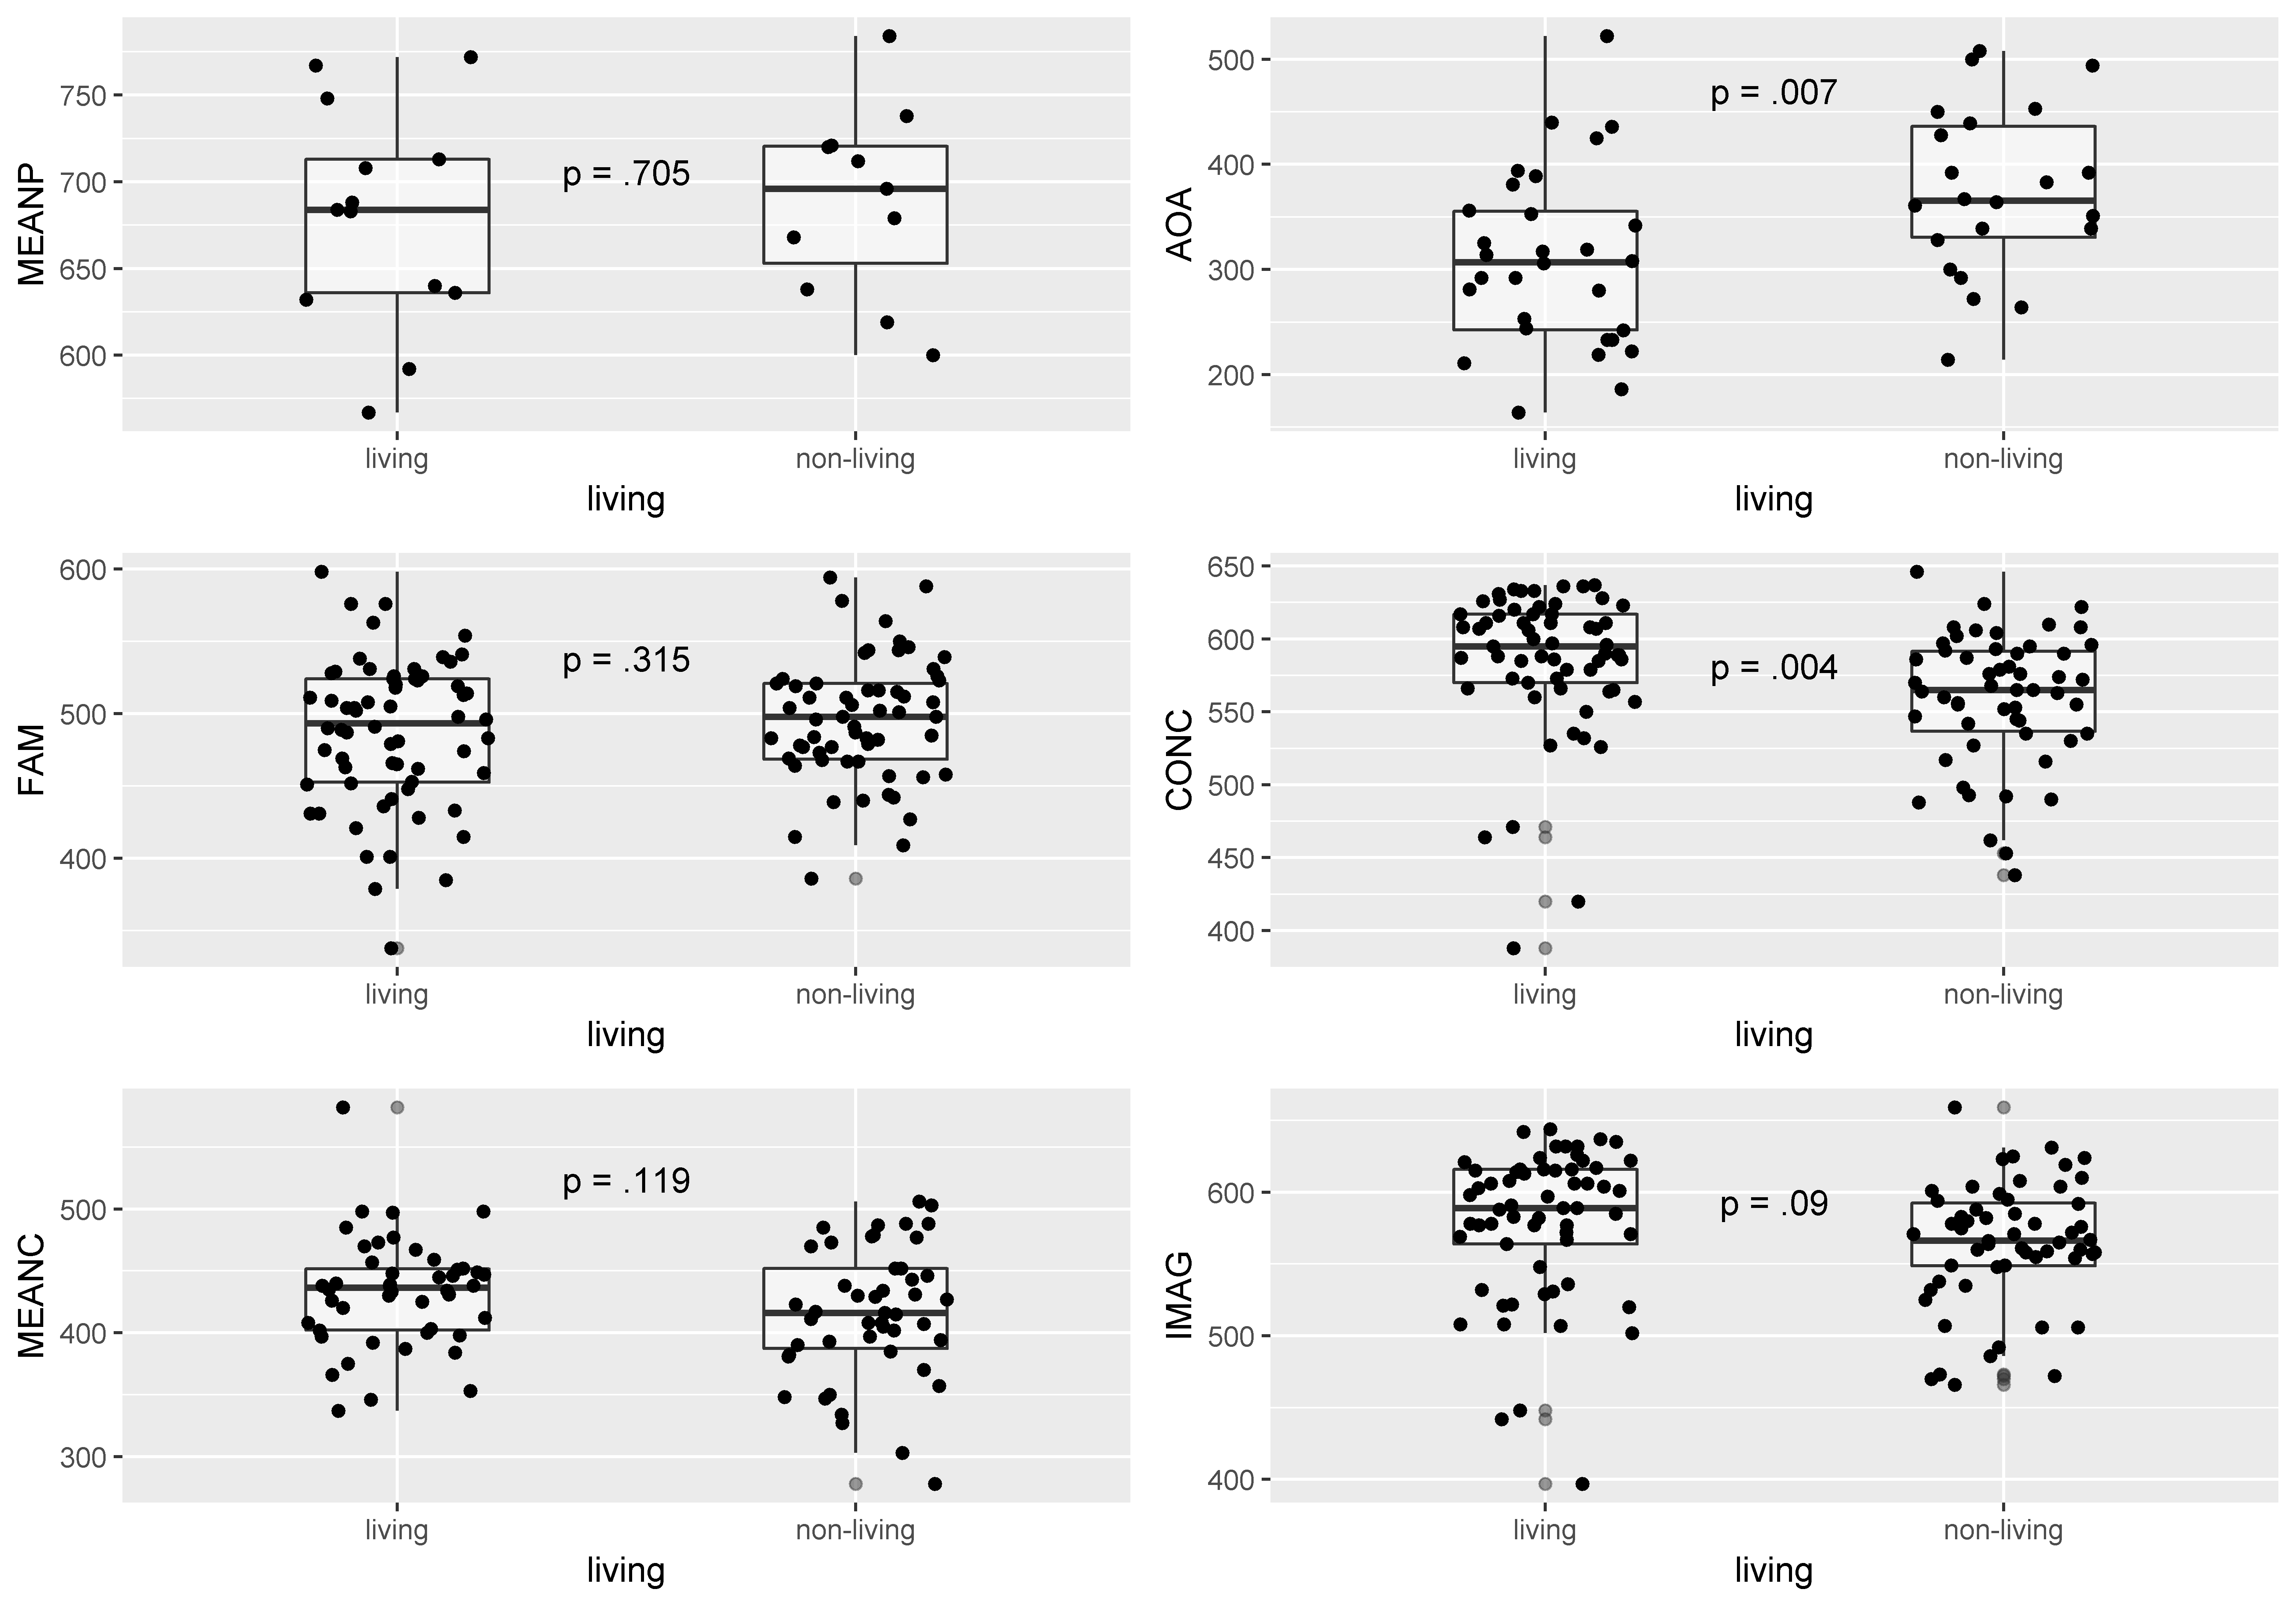 MEANP
750
700
650
600
p = .705
living
non-living
living
AOA
500
400
300
200
p = .007
living
non-living
living
FAM
600
500
400
p = .315
living
non-living
living
CONC
650
600
550
500
450
400
p = .004
living
non-living
living
MEANC
500
400
300
p = .119
living
non-living
living
IMAG
600
500
400
p = .09
living
non-living
living